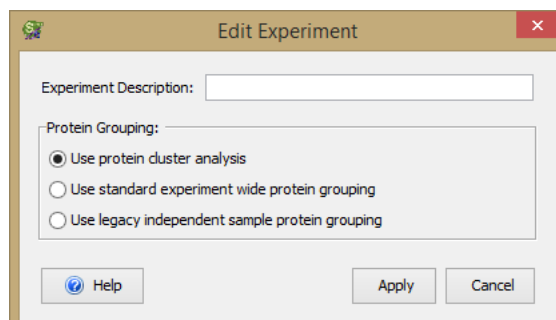 Edit Experiment
Experiment Description:
Protein Grouping:
Use protein cluster analysis
Use standard experiment wide protein grouping
Use legacy independent sample protein grouping
Help Apply Cancel